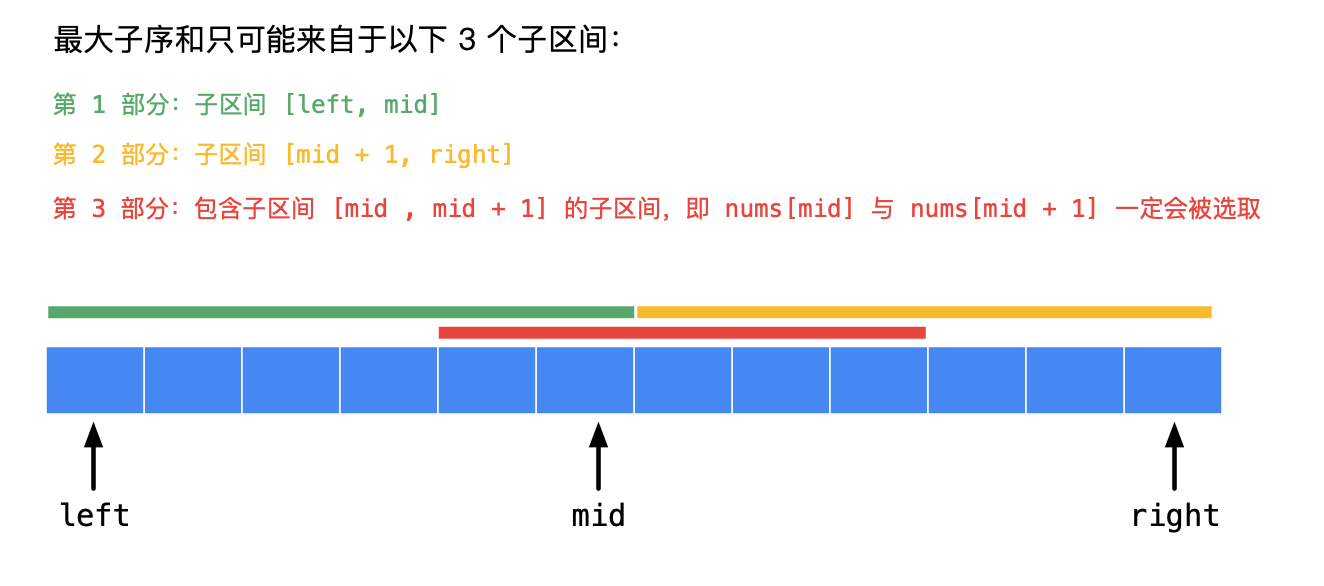 最大子序和只可能来自于以下 3 个子区间：
第 1 部分：子区间 [left, mid]
第 2 部分：子区间 [mid + 1, right]
第 3 部分：包含子区间 [mid , mid + 1] 的子区间，即 nums[mid] 与 nums[mid + 1] 一定会被选取
left
mid
right